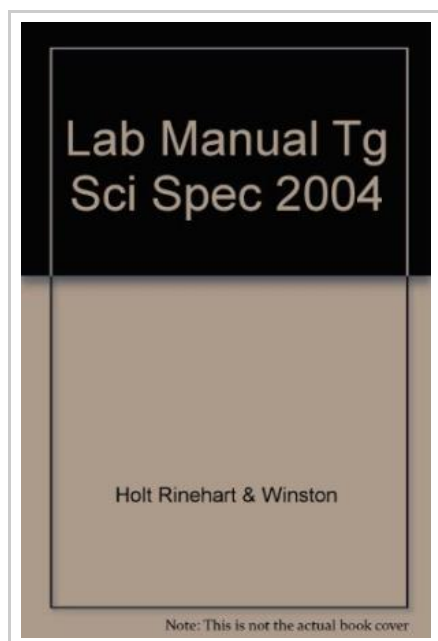 Lab Manual Tg
Sci Spec 2004
Holt Rinehart & Winston
Note: This is not the actual book cover